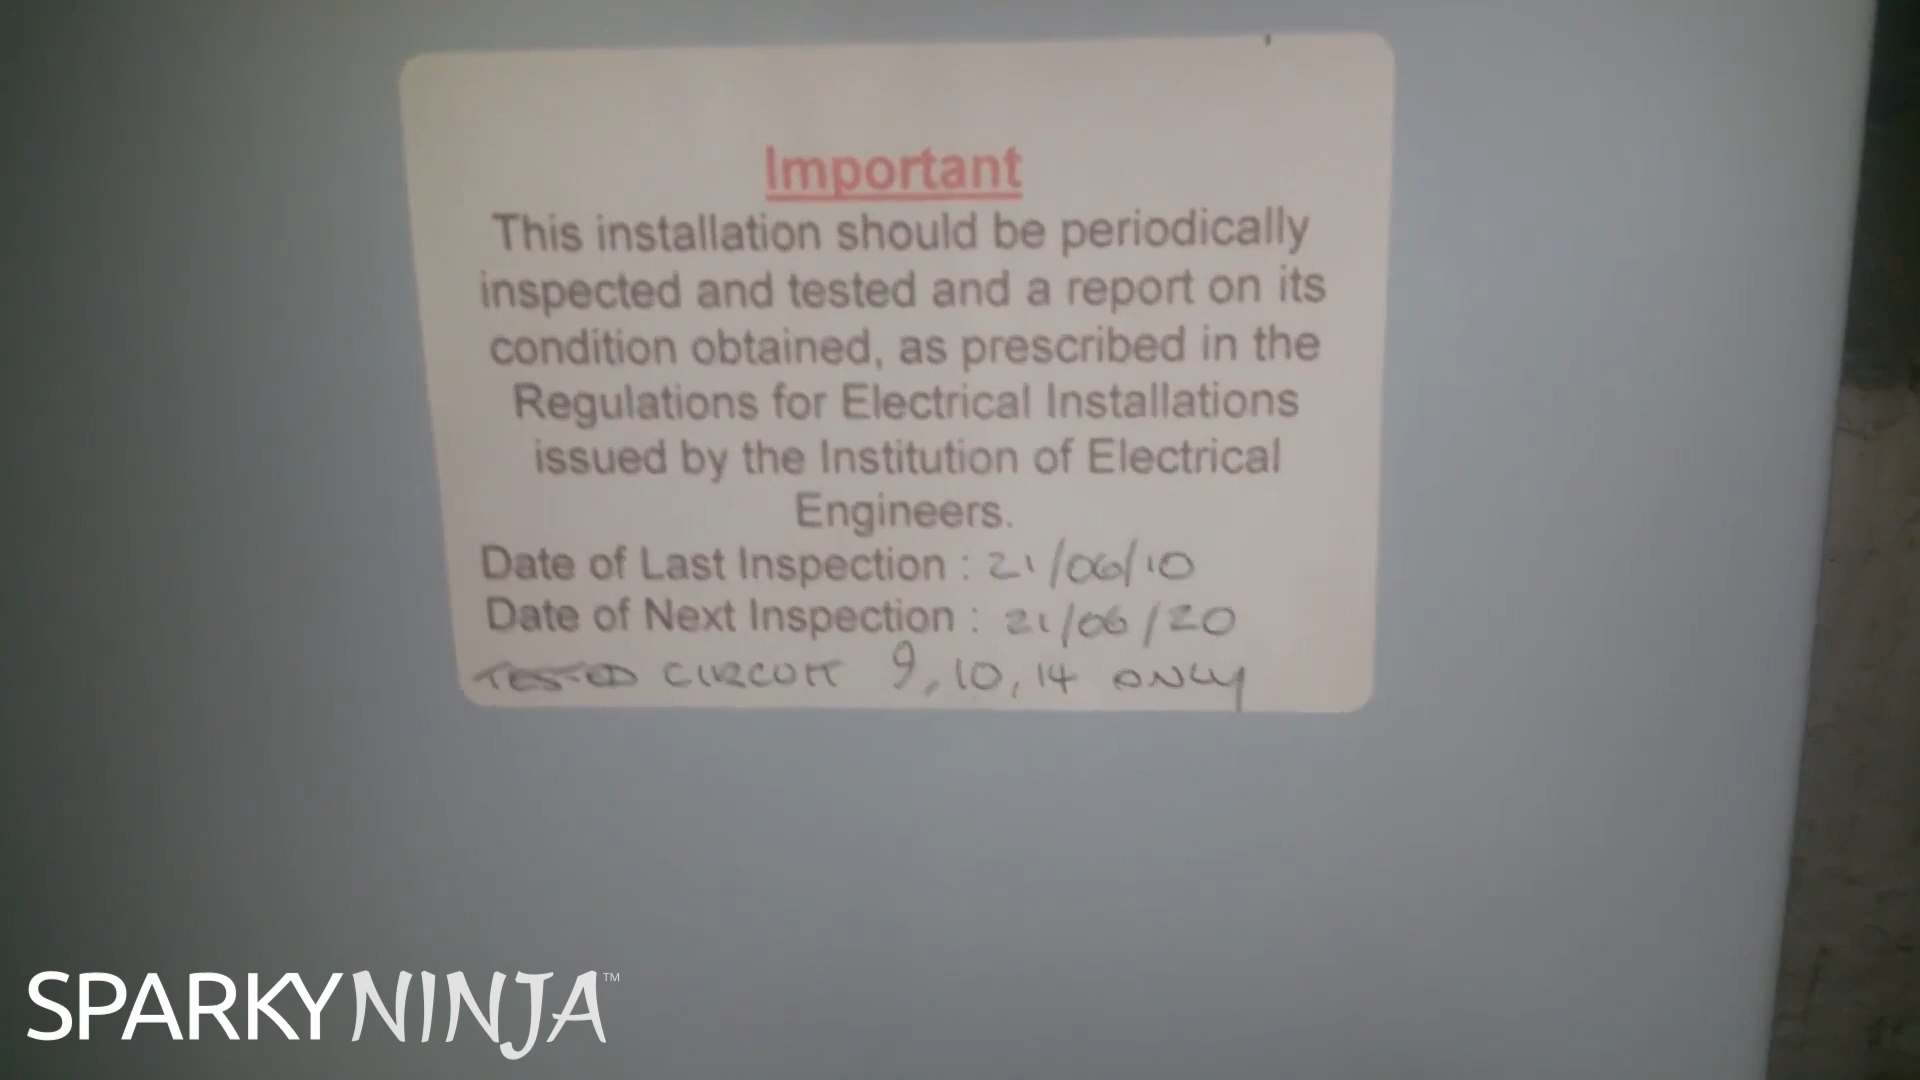 Important
This installation should be periodically
inspected and tested and a report on its
condition obtained, as prescribed in the
Regulations for Electrical Installations
issued by the Institution of Electrical
Engineers.
Date of Last Inspection : 21/06/10
Date of Next Inspection : 21/06/20
TESTED CIRCUIT 9, 10, 14 ONLY
SPARKYNINJA™